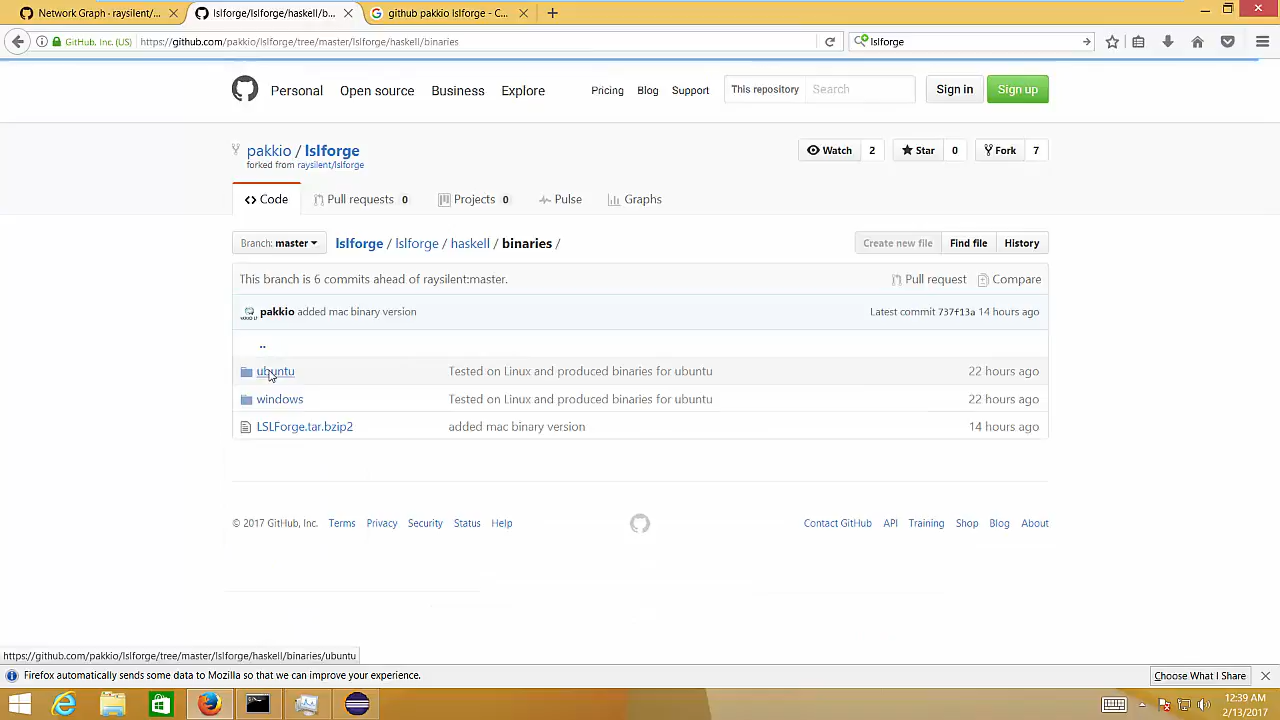 Network Graph · raysilent/...
lslforge/lslforge/haskell/b...
github pakkio lslforge - C...
GitHub, Inc. (US)
https://github.com/pakkio/lslforge/tree/master/lslforge/haskell/binaries
lslforge
Personal Open source Business Explore
Pricing Blog Support
This repository Search
Sign in
Sign up
pakkio / lslforge
forked from raysilent/lslforge
Watch 2
Star 0
Fork 7
Code
Pull requests 0
Projects 0
Pulse
Graphs
Branch: master
lslforge / lslforge / haskell / binaries /
Create new file
Find file
History
This branch is 6 commits ahead of raysilent:master.
Pull request
Compare
pakkio added mac binary version
Latest commit 737f13a 14 hours ago
..
ubuntu Tested on Linux and produced binaries for ubuntu 22 hours ago
windows Tested on Linux and produced binaries for ubuntu 22 hours ago
LSLForge.tar.bzip2 added mac binary version 14 hours ago
© 2017 GitHub, Inc. Terms Privacy Security Status Help
Contact GitHub API Training Shop Blog About
https://github.com/pakkio/lslforge/tree/master/lslforge/haskell/binaries/ubuntu
Firefox automatically sends some data to Mozilla so that we can improve your experience.
Choose What I Share
12:39 AM
2/13/2017